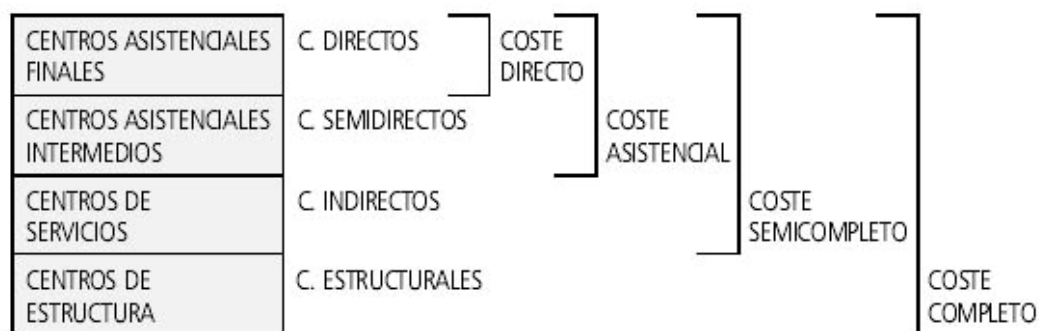 CENTROS ASISTENCIALES C. DIRECTOS COSTE
FINALES DIRECTO
CENTROS ASISTENCIALES C. SEMIDIRECTOS COSTE
INTERMEDIOS ASISTENCIAL
CENTROS DE C. INDIRECTOS COSTE
SERVICIOS SEMICOMPLETO
CENTROS DE C. ESTRUCTURALES COSTE
ESTRUCTURA COMPLETO